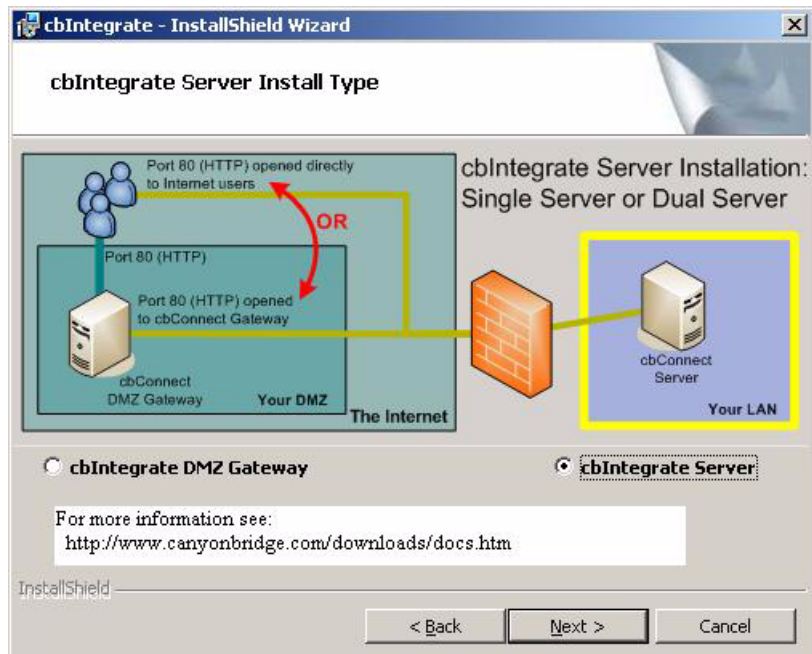 cbIntegrate - InstallShield Wizard
cbIntegrate Server Install Type
Port 80 (HTTP) opened directly
to Internet users
OR
cbIntegrate Server Installation:
Single Server or Dual Server
Port 80 (HTTP)
Port 80 (HTTP) opened
to cbConnect Gateway
cbConnect
DMZ Gateway
Your DMZ
The Internet
cbConnect
Server
Your LAN
cbIntegrate DMZ Gateway
cbIntegrate Server
For more information see:
http://www.canyonbridge.com/downloads/docs.htm
InstallShield
< Back
Next >
Cancel